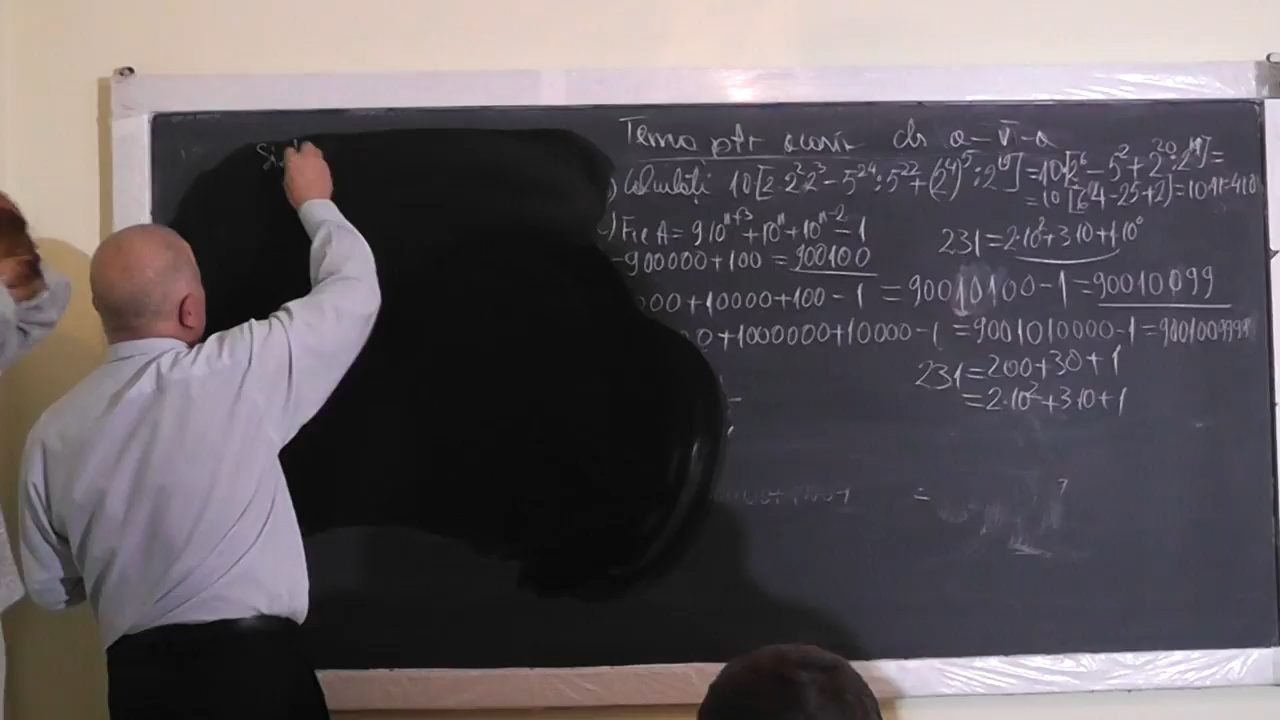 Si
Tema ptr acasă cls a-VI-a
) Calculați 10[2·2²2³-5²⁴:5²²+(2⁴)⁵:2¹⁹]=10[2⁶-5²+2²⁰:2¹⁹]=
=10[64-25+2]=10·41=410
) Fie A=9·10ⁿ⁺³+10ⁿ+10ⁿ⁻²-1
231=2·10²+3·10+1·10⁰
-900000+100=900100
000+10000+100-1=90010100-1=90010099
0+1000000+10000-1=9001010000-1=9001009999
231=200+30+1
=2·10²+3·10+1
=